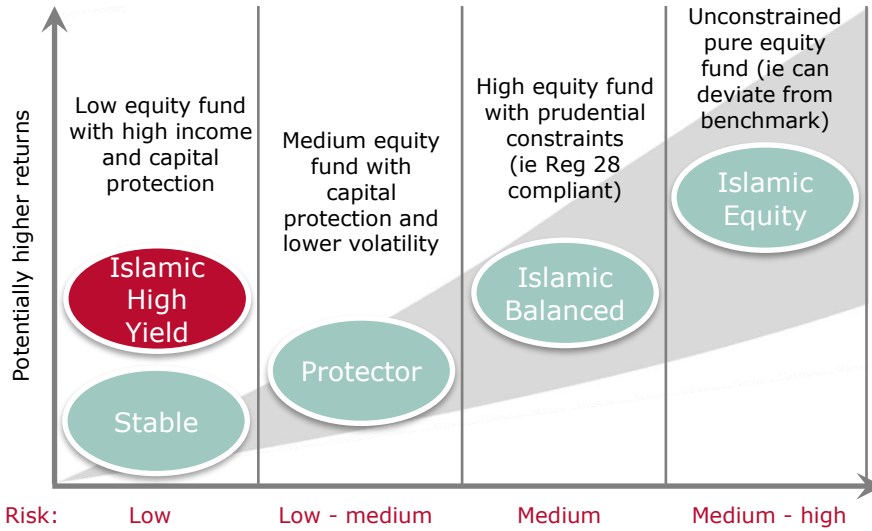 Potentially higher returns
Low equity fund
with high income
and capital
protection
Islamic
High
Yield
Stable
Medium equity
fund with
capital
protection and
lower volatility
Protector
High equity fund
with prudential
constraints
(ie Reg 28
compliant)
Islamic
Balanced
Unconstrained
pure equity
fund (ie can
deviate from
benchmark)
Islamic
Equity
Risk:
Low
Low - medium
Medium
Medium - high